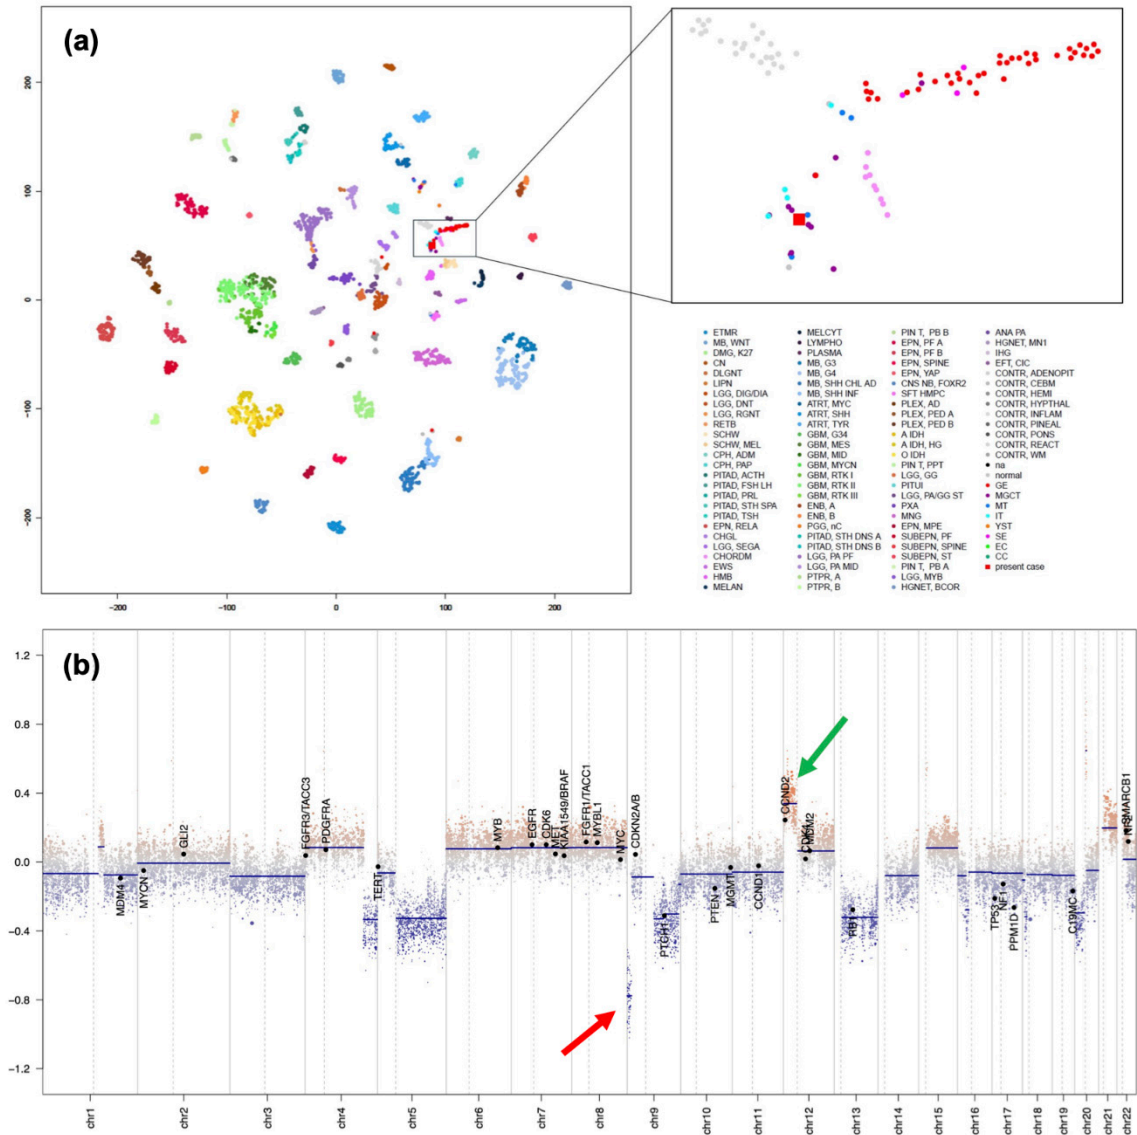 (a)
200
100
0
-100
-200
-200
-100
0
100
200
ETMR
MB, WNT
DMG, K27
CN
DLGNT
LIPN
LGG, DIG/DIA
LGG, DNT
LGG, RGNT
RETB
SCHW
SCHW, MEL
CPH, ADM
CPH, PAP
PITAD, ACTH
PITAD, FSH LH
PITAD, PRL
PITAD, STH SPA
PITAD, TSH
EPN, RELA
CHGL
LGG, SEGA
CHORDM
EWS
HMB
MELAN
MELCYT
LYMPHO
PLASMA
MB, G3
MB, G4
MB, SHH CHL AD
MB, SHH INF
ATRT, MYC
ATRT, SHH
ATRT, TYR
GBM, G34
GBM, MES
GBM, MID
GBM, MYCN
GBM, RTK I
GBM, RTK II
GBM, RTK III
ENB, A
ENB, B
PGG, nC
PITAD, STH DNS A
PITAD, STH DNS B
LGG, PA PF
LGG, PA MID
PTPR, A
PTPR, B
PIN T, PB B
EPN, PF A
EPN, PF B
EPN, SPINE
EPN, YAP
CNS NB, FOXR2
SFT HMPC
PLEX, AD
PLEX, PED A
PLEX, PED B
A IDH
A IDH, HG
O IDH
PIN T, PPT
LGG, GG
PITUI
LGG, PA/GG ST
PXA
MNG
EPN, MPE
SUBEPN, PF
SUBEPN, SPINE
SUBEPN, ST
PIN T, PB A
LGG, MYB
HGNET, BCOR
ANA PA
HGNET, MN1
IHG
EFT, CIC
CONTR, ADENOPIT
CONTR, CEBM
CONTR, HEMI
CONTR, HYPTHAL
CONTR, INFLAM
CONTR, PINEAL
CONTR, PONS
CONTR, REACT
CONTR, WM
na
normal
GE
MGCT
MT
IT
YST
SE
EC
CC
present case
(b)
1.2
0.8
0.4
0.0
-0.4
-0.8
-1.2
MDM4
MYCN
GLI2
FGFR3/TACC3
PDGFRA
TERT
MYB
EGFR
CDK6
MET
KIAA1549/BRAF
FGFR1/TACC1
MYBL1
MYC
CDKN2A/B
PTCH1
PTEN
MGMT
CCND1
CCND2
CDK4
MDM2
RB1
TP53
NF1
PPM1D
C19MC
SMARCB1
NF2
chr1
chr2
chr3
chr4
chr5
chr6
chr7
chr8
chr9
chr10
chr11
chr12
chr13
chr14
chr15
chr16
chr17
chr18
chr19
chr20
chr21
chr22